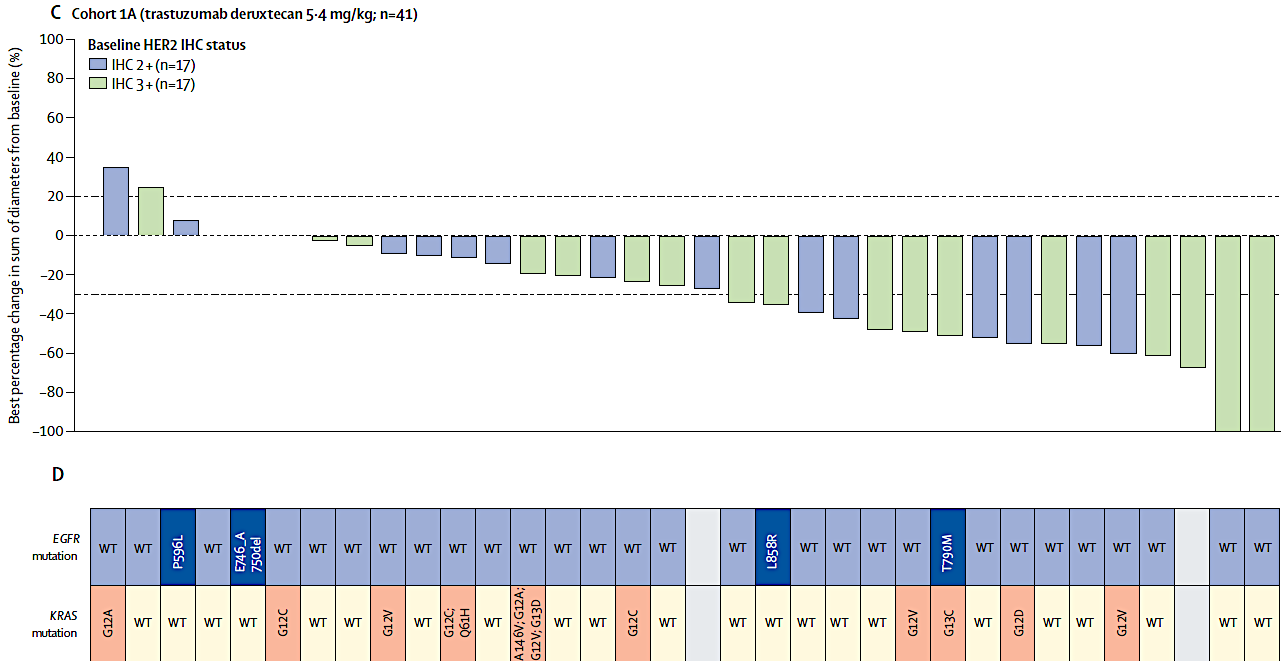 C Cohort 1A (trastuzumab deruxtecan 5·4 mg/kg; n=41)
Baseline HER2 IHC status
IHC 2+ (n=17)
IHC 3+ (n=17)
Best percentage change in sum of diameters from baseline (%)
100
80
60
40
20
0
−20
−40
−60
−80
−100
D
EGFR
mutation
WT WT P596L WT E746_A
750del WT WT WT WT WT WT WT WT WT WT WT WT WT L858R WT WT WT WT T790M WT WT WT WT WT WT WT WT
KRAS
mutation
G12A WT WT WT WT G12C WT WT G12V WT G12C;
Q61H WT A146V; G12A;
G12V; G13D WT WT G12C WT WT WT WT WT WT G12V G13C WT G12D WT WT G12V WT WT WT